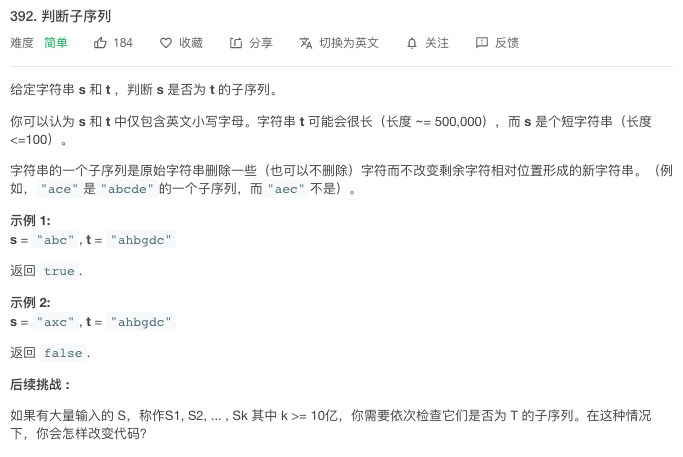 392. 判断子序列
难度 简单 184 收藏 分享 切换为英文 关注 反馈
给定字符串 s 和 t ，判断 s 是否为 t 的子序列。
你可以认为 s 和 t 中仅包含英文小写字母。字符串 t 可能会很长（长度 ~= 500,000），而 s 是个短字符串（长度
<=100）。
字符串的一个子序列是原始字符串删除一些（也可以不删除）字符而不改变剩余字符相对位置形成的新字符串。（例
如，"ace" 是 "abcde" 的一个子序列，而 "aec" 不是）。
示例 1:
s = "abc" , t = "ahbgdc"
返回 true .
示例 2:
s = "axc" , t = "ahbgdc"
返回 false .
后续挑战 :
如果有大量输入的 S，称作S1, S2, ... , Sk 其中 k >= 10亿，你需要依次检查它们是否为 T 的子序列。在这种情况
下，你会怎样改变代码?